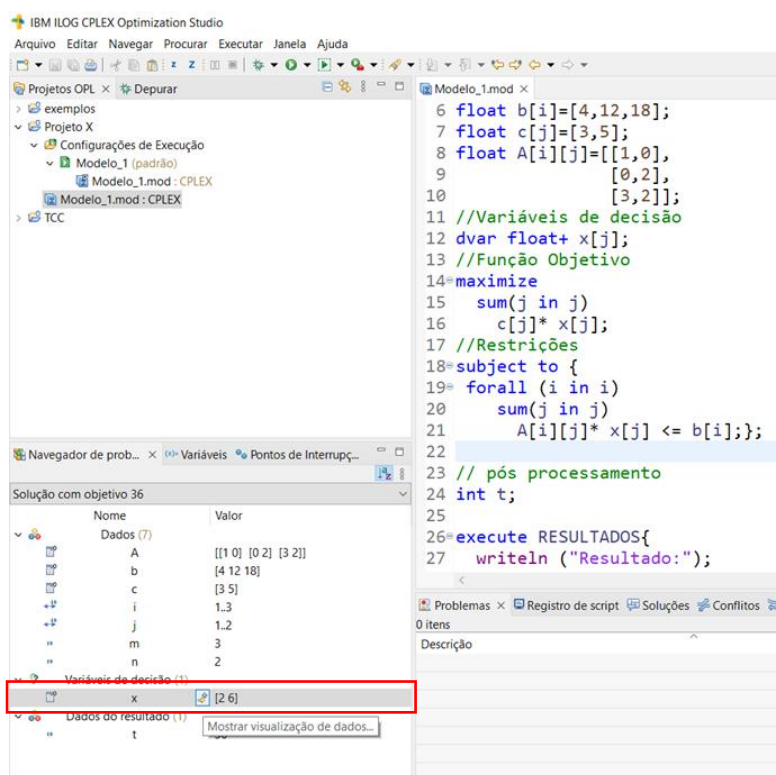 IBM ILOG CPLEX Optimization Studio
Arquivo Editar Navegar Procurar Executar Janela Ajuda
Projetos OPL × Depurar
exemplos
Projeto X
Configurações de Execução
Modelo_1 (padrão)
Modelo_1.mod : CPLEX
Modelo_1.mod : CPLEX
TCC
Modelo_1.mod ×
6 float b[i]=[4,12,18];
7 float c[j]=[3,5];
8 float A[i][j]=[[1,0],
9 [0,2],
10 [3,2]];
11 //Variáveis de decisão
12 dvar float+ x[j];
13 //Função Objetivo
14 maximize
15 sum(j in j)
16 c[j]* x[j];
17 //Restrições
18 subject to {
19 forall (i in i)
20 sum(j in j)
21 A[i][j]* x[j] <= b[i];};
22
23 // pós processamento
24 int t;
25
26 execute RESULTADOS{
27 writeln ("Resultado:");
Navegador de prob... × (x)= Variáveis Pontos de Interrupç...
Solução com objetivo 36
Nome Valor
Dados (7)
A [[1 0] [0 2] [3 2]]
b [4 12 18]
c [3 5]
i 1..3
j 1..2
m 3
n 2
Variáveis de decisão (1)
x [2 6]
Dados do resultado (1)
t
Mostrar visualização de dados...
Problemas × Registro de script Soluções Conflitos
0 itens
Descrição